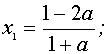 x₁ = (1 − 2a)/(1 + a);